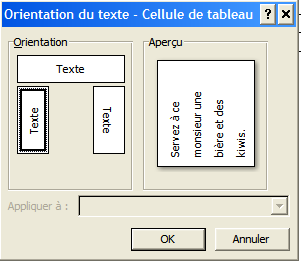 Orientation du texte - Cellule de tableau
Orientation
Texte
Texte
Texte
Aperçu
Servez à ce
monsieur une
bière et des
kiwis.
Appliquer à :
OK
Annuler